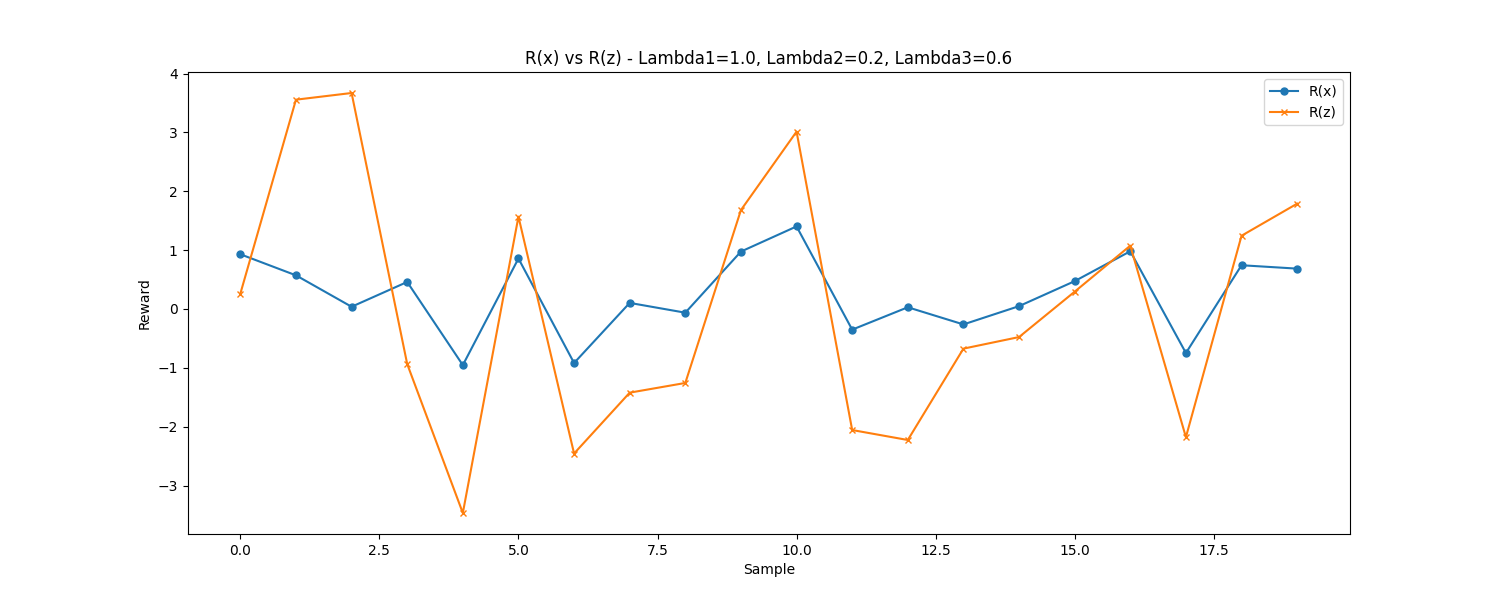 R(x) vs R(z) - Lambda1=1.0, Lambda2=0.2, Lambda3=0.6
R(x)
R(z)
Reward
4
3
2
1
0
−1
−2
−3
0.0 2.5 5.0 7.5 10.0 12.5 15.0 17.5
Sample